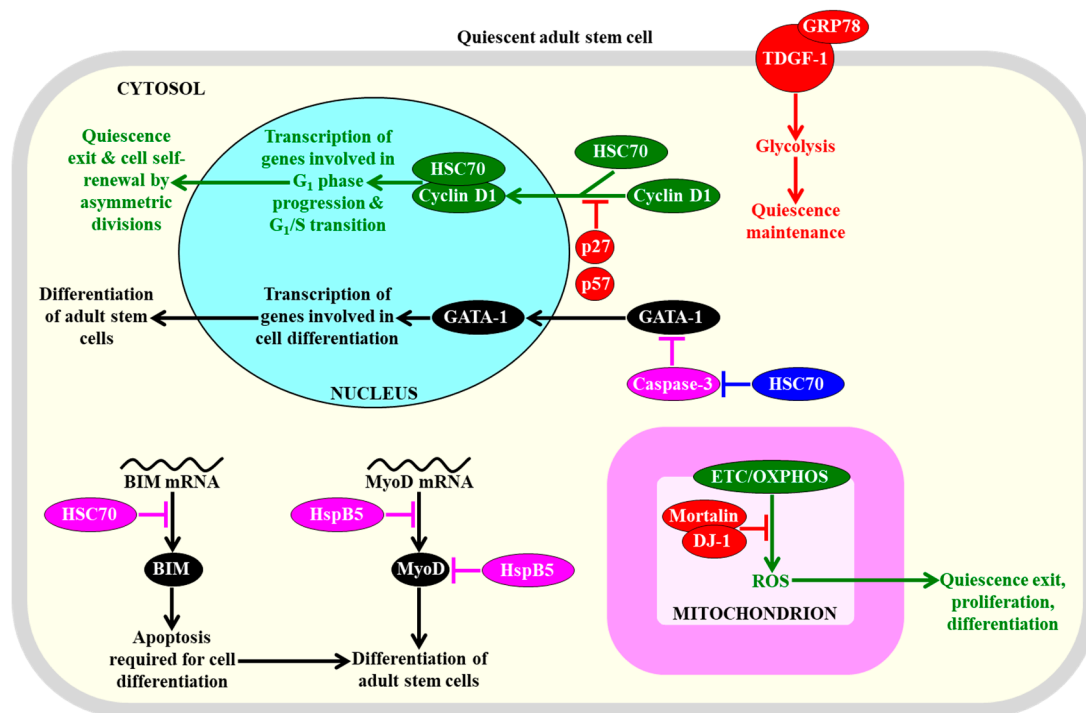 Quiescent adult stem cell
GRP78
TDGF-1
CYTOSOL
Quiescence
exit & cell self-
renewal by
asymmetric
divisions
Transcription of
genes involved in
G₁ phase
progression &
G₁/S transition
HSC70
Cyclin D1
HSC70
Cyclin D1
p27
p57
Glycolysis
Quiescence
maintenance
Differentiation
of adult stem
cells
Transcription of
genes involved in
cell differentiation
GATA-1
GATA-1
Caspase-3
HSC70
NUCLEUS
BIM mRNA
HSC70
BIM
Apoptosis
required for cell
differentiation
MyoD mRNA
HspB5
MyoD
HspB5
Differentiation of
adult stem cells
ETC/OXPHOS
Mortalin
DJ-1
ROS
MITOCHONDRION
Quiescence exit,
proliferation,
differentiation